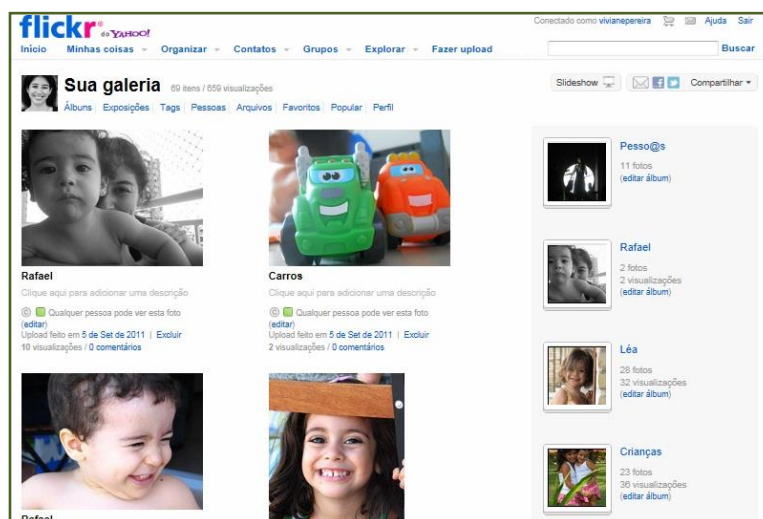 flickr do YAHOO!
Conectado como vivianepereira Ajuda Sair
Início Minhas coisas Organizar Contatos Grupos Explorar Fazer upload Buscar
Sua galeria 69 itens / 659 visualizações
Slideshow Compartilhar
Álbuns Exposições Tags Pessoas Arquivos Favoritos Popular Perfil
Rafael
Clique aqui para adicionar uma descrição
© Qualquer pessoa pode ver esta foto
(editar)
Upload feito em 5 de Set de 2011 | Excluir
10 visualizações / 0 comentários
Carros
Clique aqui para adicionar uma descrição
© Qualquer pessoa pode ver esta foto
(editar)
Upload feito em 5 de Set de 2011 | Excluir
2 visualizações / 0 comentários
Rafael
Pesso@s
11 fotos
(editar álbum)
Rafael
2 fotos
2 visualizações
(editar álbum)
Léa
28 fotos
32 visualizações
(editar álbum)
Crianças
23 fotos
36 visualizações
(editar álbum)